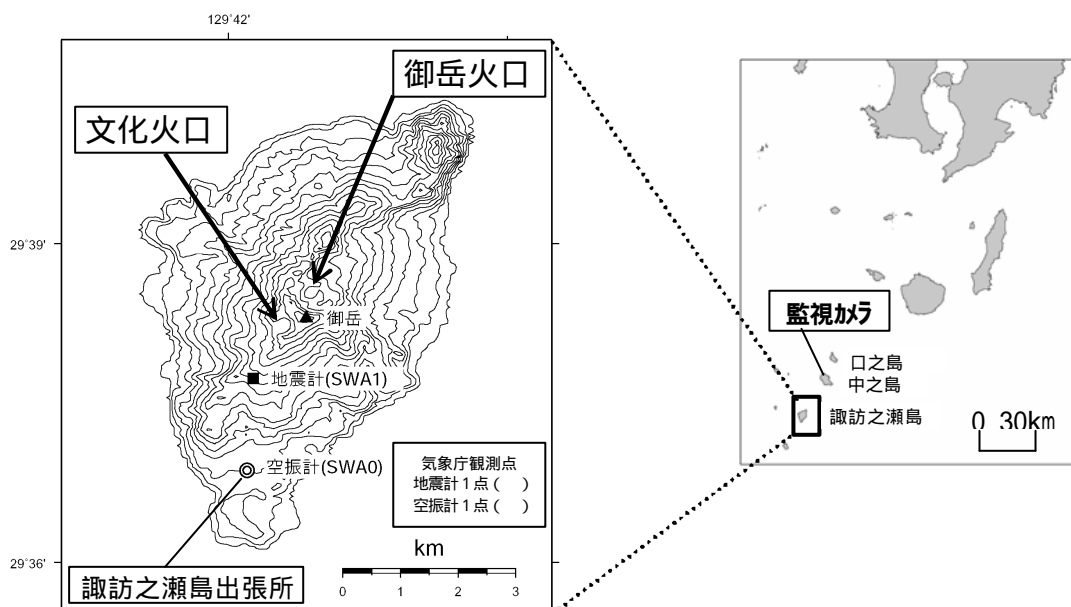 129°42'
御岳火口
文化火口
29°39'
御岳
地震計(SWA1)
空振計(SWA0)
気象庁観測点
地震計1点( )
空振計1点( )
29°36'
km
0 1 2 3
諏訪之瀬島出張所
監視カメラ
口之島
中之島
諏訪之瀬島
0 30km